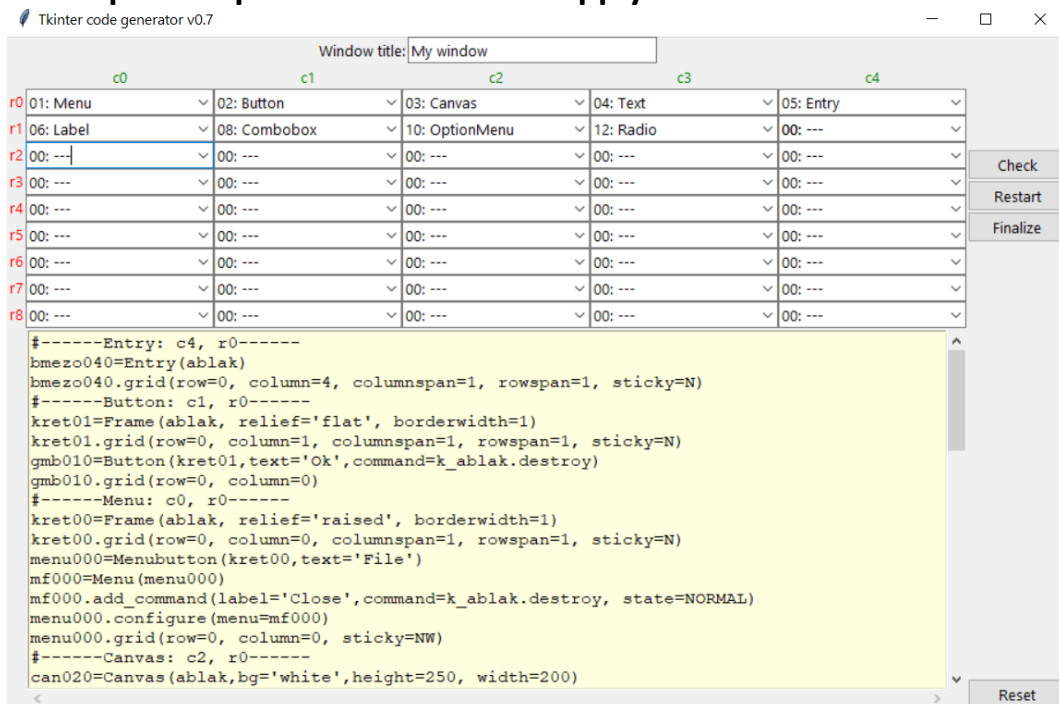 Tkinter code generator v0.7
Window title: My window
c0 c1 c2 c3 c4
r0 01: Menu 02: Button 03: Canvas 04: Text 05: Entry
r1 06: Label 08: Combobox 10: OptionMenu 12: Radio 00: ---
r2 00: --- 00: --- 00: --- 00: --- 00: ---
Check
r3 00: --- 00: --- 00: --- 00: --- 00: ---
Restart
r4 00: --- 00: --- 00: --- 00: --- 00: ---
Finalize
r5 00: --- 00: --- 00: --- 00: --- 00: ---
r6 00: --- 00: --- 00: --- 00: --- 00: ---
r7 00: --- 00: --- 00: --- 00: --- 00: ---
r8 00: --- 00: --- 00: --- 00: --- 00: ---
#------Entry: c4, r0------
bmezo040=Entry(ablak)
bmezo040.grid(row=0, column=4, columnspan=1, rowspan=1, sticky=N)
#------Button: c1, r0------
kret01=Frame(ablak, relief='flat', borderwidth=1)
kret01.grid(row=0, column=1, columnspan=1, rowspan=1, sticky=N)
gmb010=Button(kret01,text='Ok',command=k_ablak.destroy)
gmb010.grid(row=0, column=0)
#------Menu: c0, r0------
kret00=Frame(ablak, relief='raised', borderwidth=1)
kret00.grid(row=0, column=0, columnspan=1, rowspan=1, sticky=N)
menu000=Menubutton(kret00,text='File')
mf000=Menu(menu000)
mf000.add_command(label='Close',command=k_ablak.destroy, state=NORMAL)
menu000.configure(menu=mf000)
menu000.grid(row=0, column=0, sticky=NW)
#------Canvas: c2, r0------
can020=Canvas(ablak,bg='white',height=250, width=200)
Reset